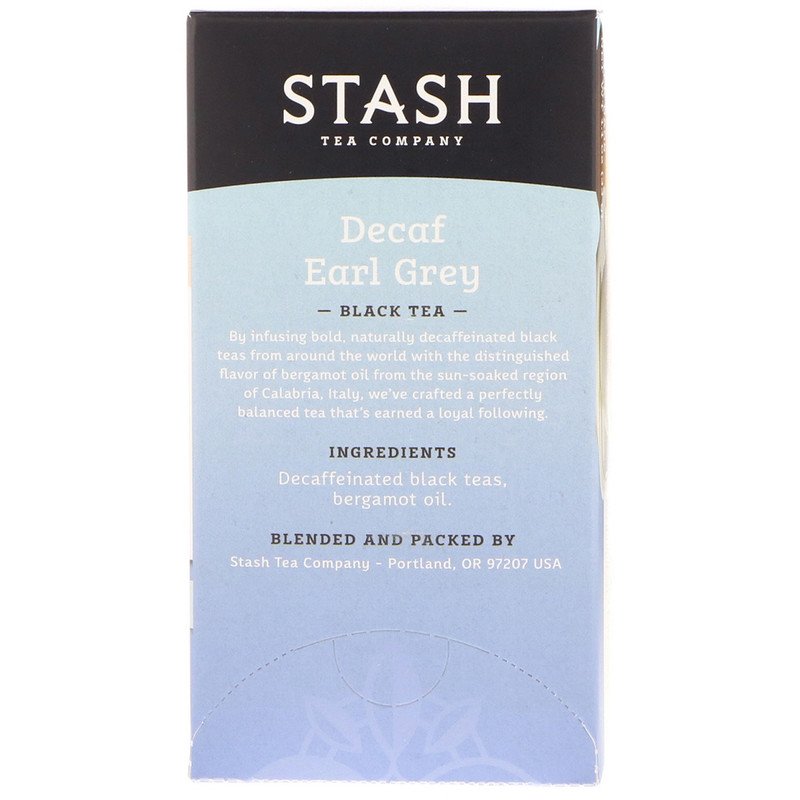 STASH
TEA COMPANY
Decaf
Earl Grey
— BLACK TEA —
By infusing bold, naturally decaffeinated black
teas from around the world with the distinguished
flavor of bergamot oil from the sun-soaked region
of Calabria, Italy, we've crafted a perfectly
balanced tea that's earned a loyal following.
INGREDIENTS
Decaffeinated black teas,
bergamot oil.
BLENDED AND PACKED BY
Stash Tea Company - Portland, OR 97207 USA